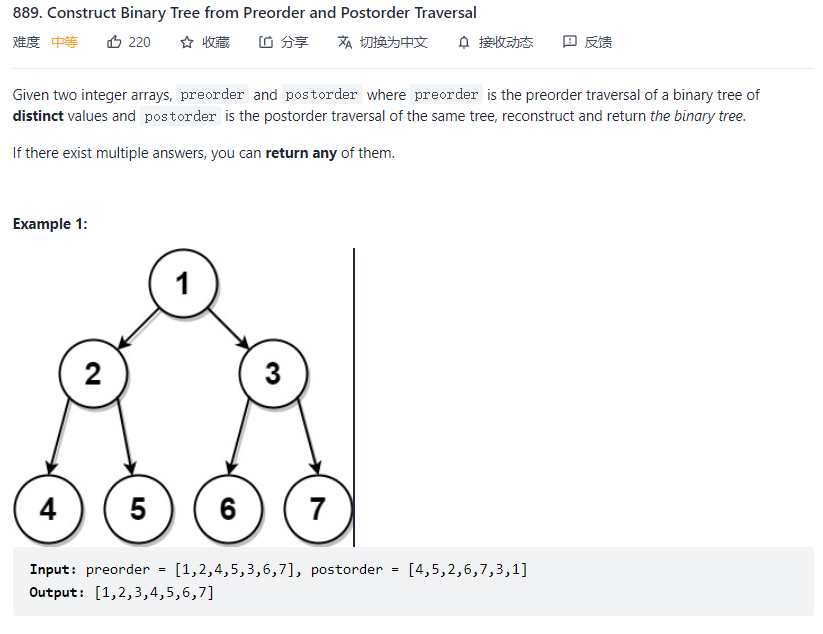 889. Construct Binary Tree from Preorder and Postorder Traversal
难度 中等 220 收藏 分享 切换为中文 接收动态 反馈
Given two integer arrays, preorder and postorder where preorder is the preorder traversal of a binary tree of
distinct values and postorder is the postorder traversal of the same tree, reconstruct and return the binary tree.
If there exist multiple answers, you can return any of them.
Example 1:
1
2 3
4 5 6 7
Input: preorder = [1,2,4,5,3,6,7], postorder = [4,5,2,6,7,3,1]
Output: [1,2,3,4,5,6,7]